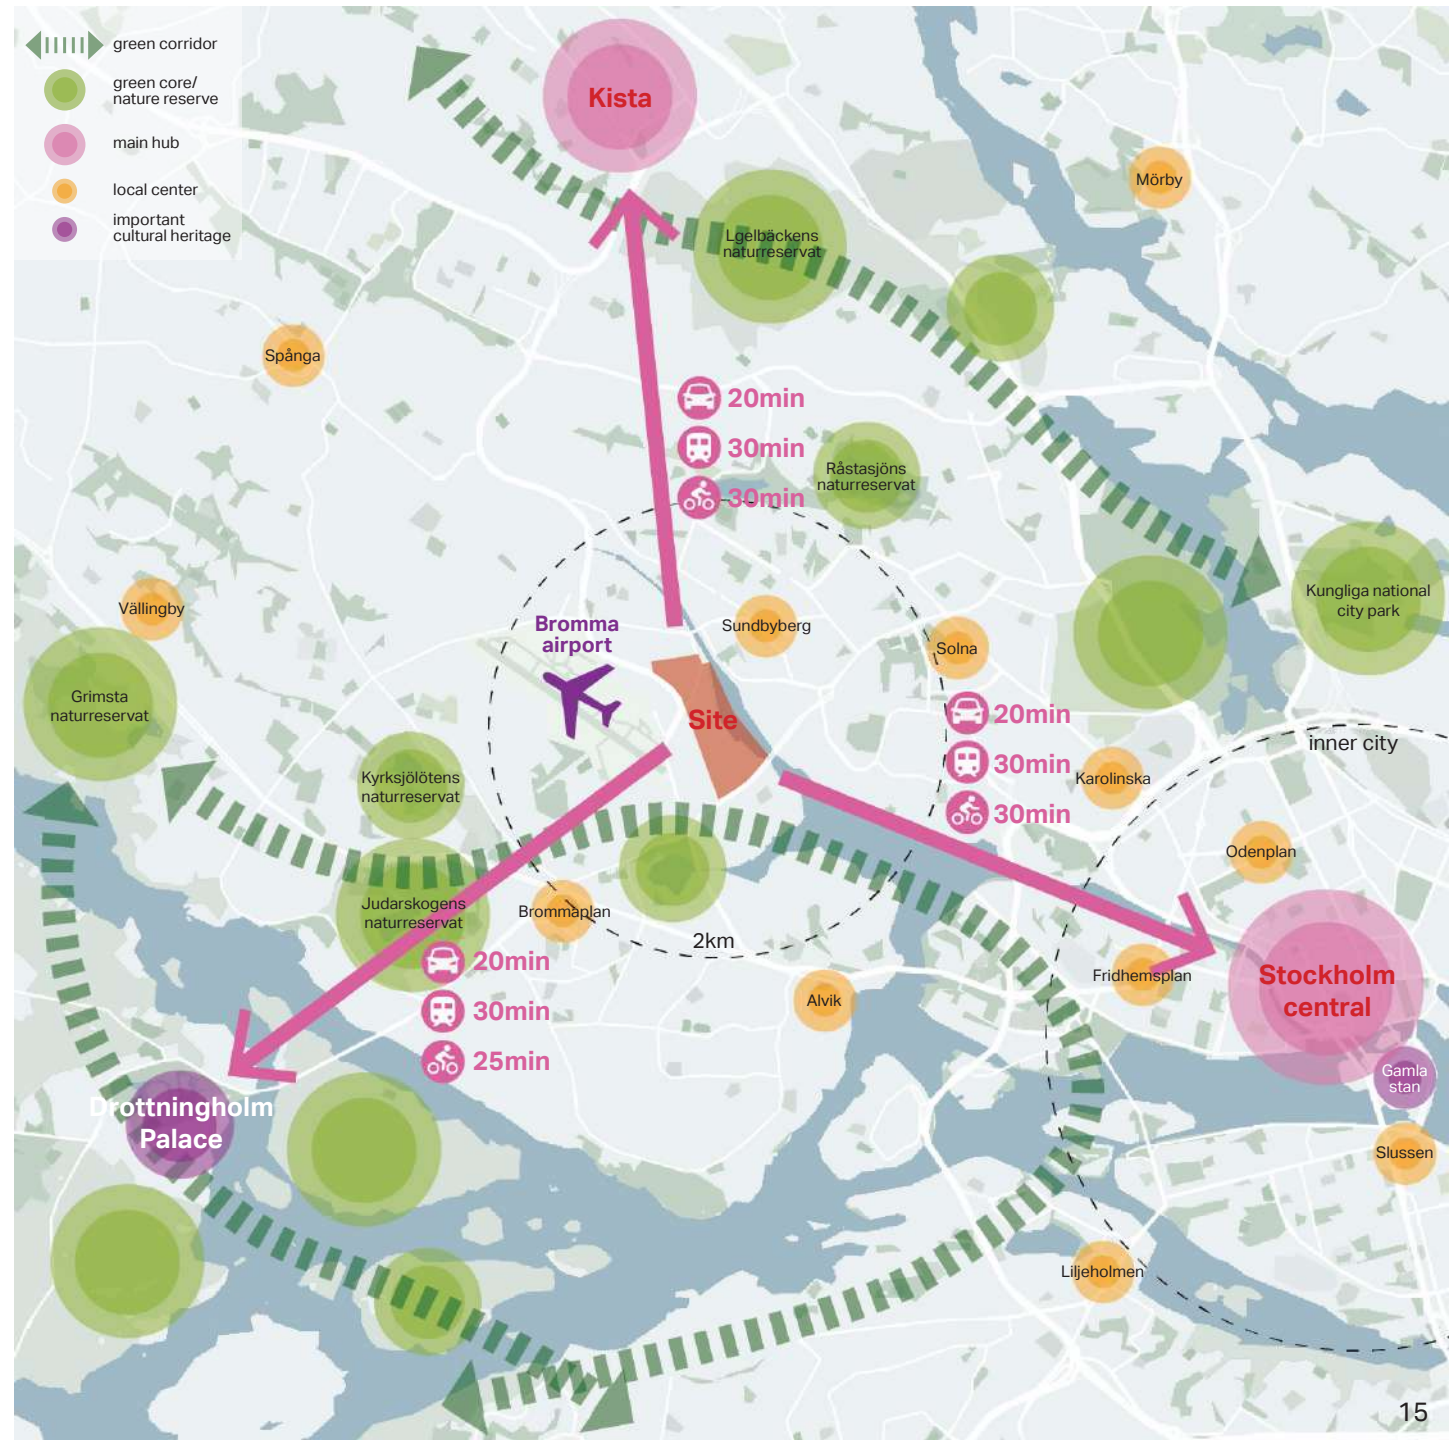 green corridor
green core/
nature reserve
main hub
local center
important
cultural heritage
Kista
Mörby
Lgelbäckens
naturreservat
Spånga
20min
30min
30min
Råstasjöns
naturreservat
Kungliga national
city park
Vällingby
Bromma
airport
Sundbyberg
Solna
Grimsta
naturreservat
Site
20min
30min
30min
inner city
Kyrksjölötens
naturreservat
Karolinska
Odenplan
Judarskogens
naturreservat
Brommaplan
2km
20min
30min
25min
Alvik
Fridhemsplan
Stockholm
central
Gamla
stan
Drottningholm
Palace
Slussen
Liljeholmen
15